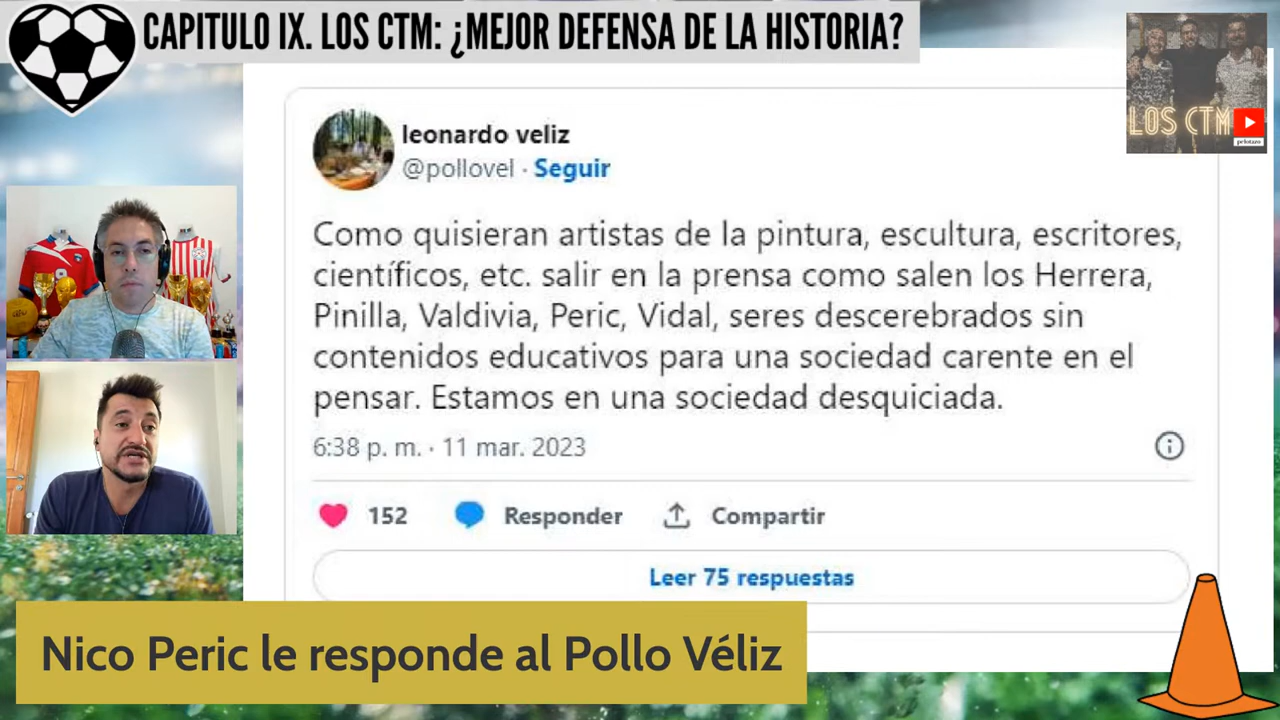 CAPITULO IX. LOS CTM: ¿MEJOR DEFENSA DE LA HISTORIA?
LOS CTM
pelotazo
leonardo veliz
@pollovel · Seguir
Como quisieran artistas de la pintura, escultura, escritores,
científicos, etc. salir en la prensa como salen los Herrera,
Pinilla, Valdivia, Peric, Vidal, seres descerebrados sin
contenidos educativos para una sociedad carente en el
pensar. Estamos en una sociedad desquiciada.
6:38 p. m. · 11 mar. 2023
152 Responder Compartir
Leer 75 respuestas
Nico Peric le responde al Pollo Véliz